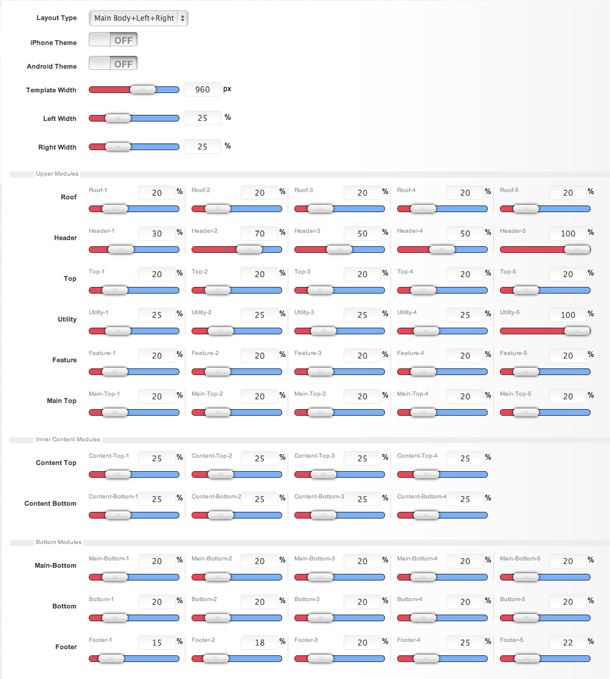 Layout Type Main Body+Left+Right
iPhone Theme OFF
Android Theme OFF
Template Width 960 px
Left Width 25 %
Right Width 25 %
Upper Modules
Roof-1 20 % Roof-2 20 % Roof-3 20 % Roof-4 20 % Roof-5 20 %
Roof
Header-1 30 % Header-2 70 % Header-3 50 % Header-4 50 % Header-5 100 %
Header
Top-1 20 % Top-2 20 % Top-3 20 % Top-4 20 % Top-5 20 %
Top
Utility-1 25 % Utility-2 25 % Utility-3 25 % Utility-4 25 % Utility-5 100 %
Utility
Feature-1 20 % Feature-2 20 % Feature-3 20 % Feature-4 20 % Feature-5 20 %
Feature
Main-Top-1 20 % Main-Top-2 20 % Main-Top-3 20 % Main-Top-4 20 % Main-Top-5 20 %
Main Top
Inner Content Modules
Content-Top-1 25 % Content-Top-2 25 % Content-Top-3 25 % Content-Top-4 25 %
Content Top
Content-Bottom-1 25 % Content-Bottom-2 25 % Content-Bottom-3 25 % Content-Bottom-4 25 %
Content Bottom
Bottom Modules
Main-Bottom-1 20 % Main-Bottom-2 20 % Main-Bottom-3 20 % Main-Bottom-4 20 % Main-Bottom-5 20 %
Main-Bottom
Bottom-1 20 % Bottom-2 20 % Bottom-3 20 % Bottom-4 20 % Bottom-5 20 %
Bottom
Footer-1 15 % Footer-2 18 % Footer-3 20 % Footer-4 25 % Footer-5 22 %
Footer